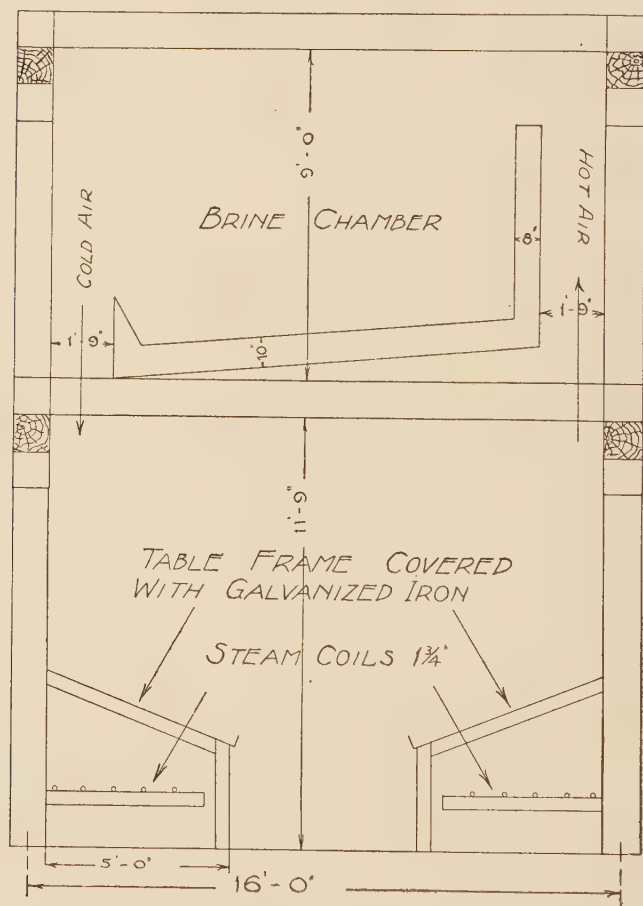 9'-0"
COLD AIR
BRINE CHAMBER
8"
HOT AIR
1'-9"
10"
1'-9"
11'-9"
TABLE FRAME COVERED
WITH GALVANIZED IRON
STEAM COILS 1¾"
5'-0"
16'-0"